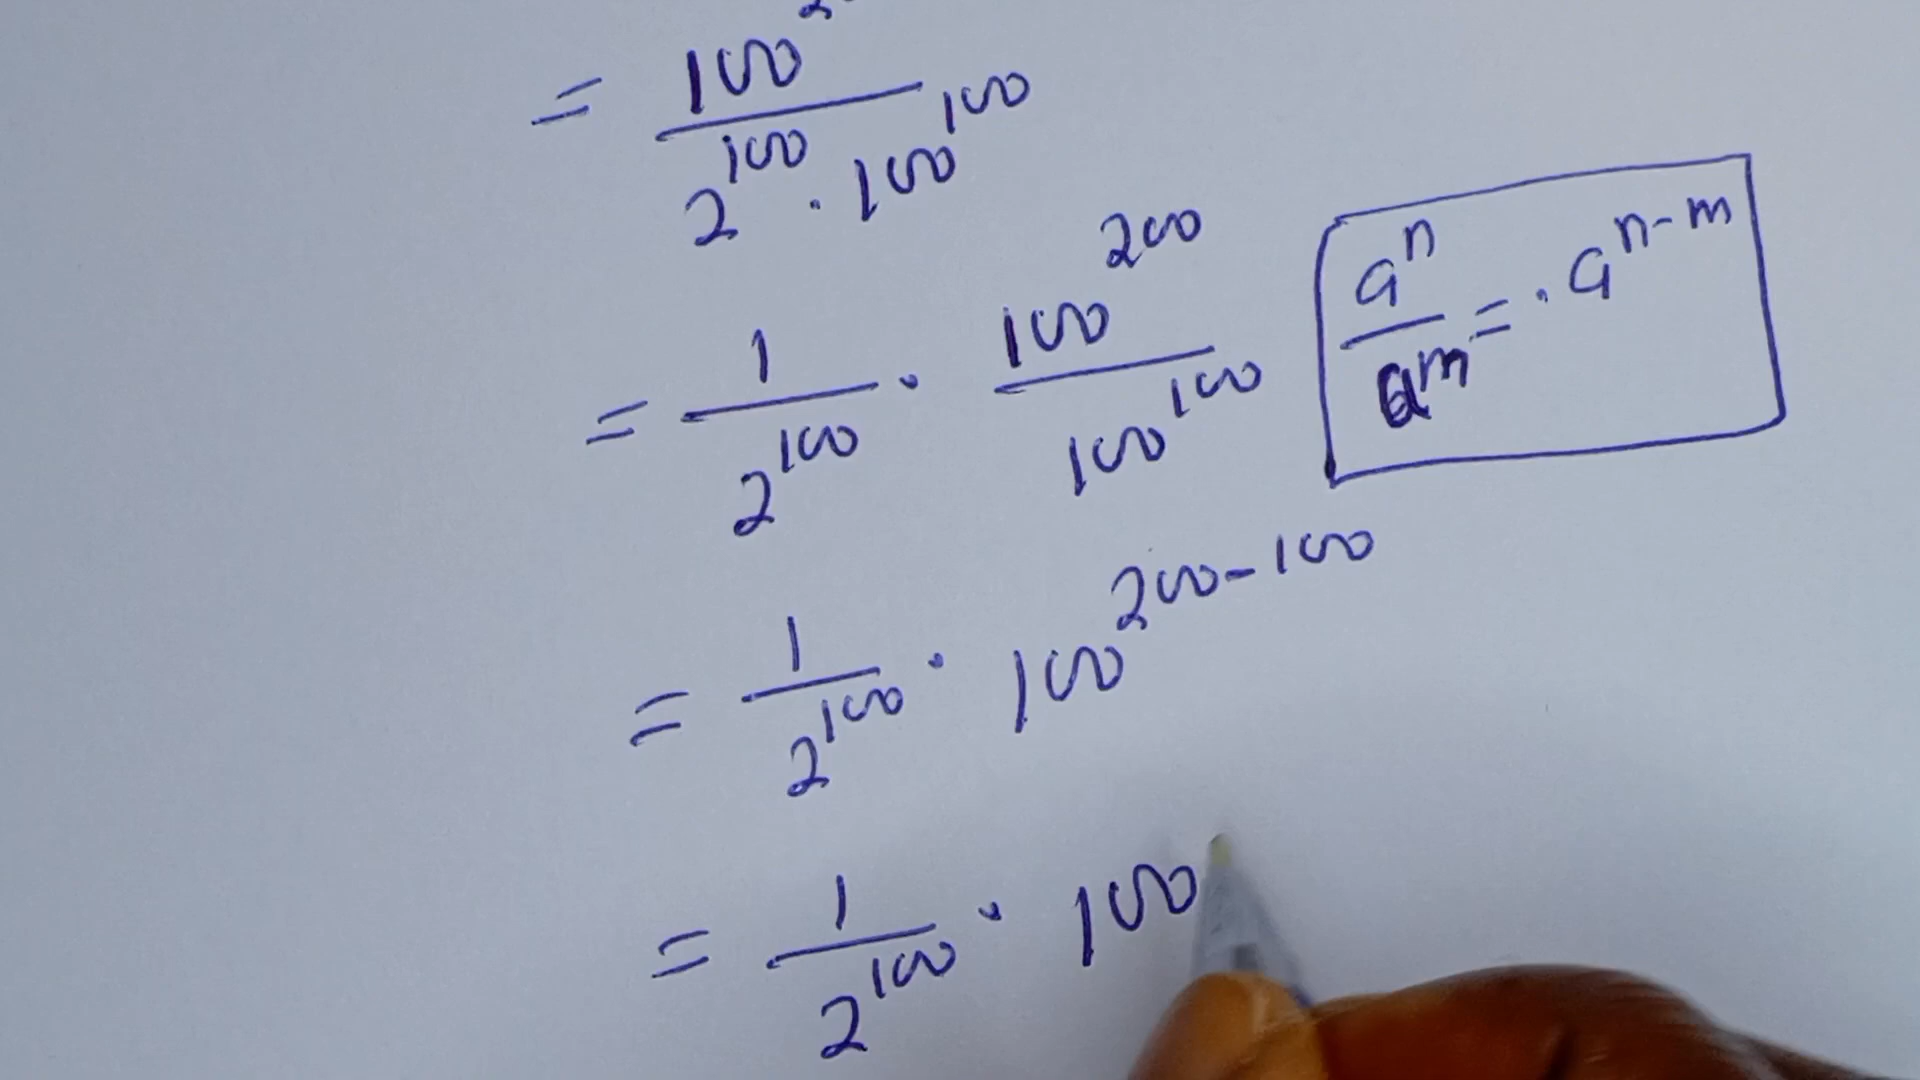 = 100^2 / 2^100 · 100^100
= 1 / 2^100 · 100^200 / 100^100
a^n / a^m = · a^n-m
= 1 / 2^100 · 100^200-100
= 1 / 2^100 · 100